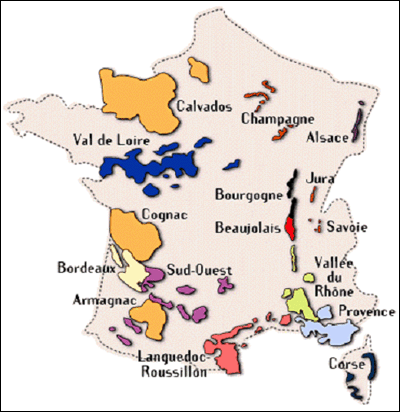 Calvados
Champagne
Val de Loire
Alsace
Jura
Bourgogne
Cognac
Beaujolais
Savoie
Bordeaux
Sud-Ouest
Vallée
du
Rhône
Armagnac
Provence
Languedoc
Roussillon
Corse